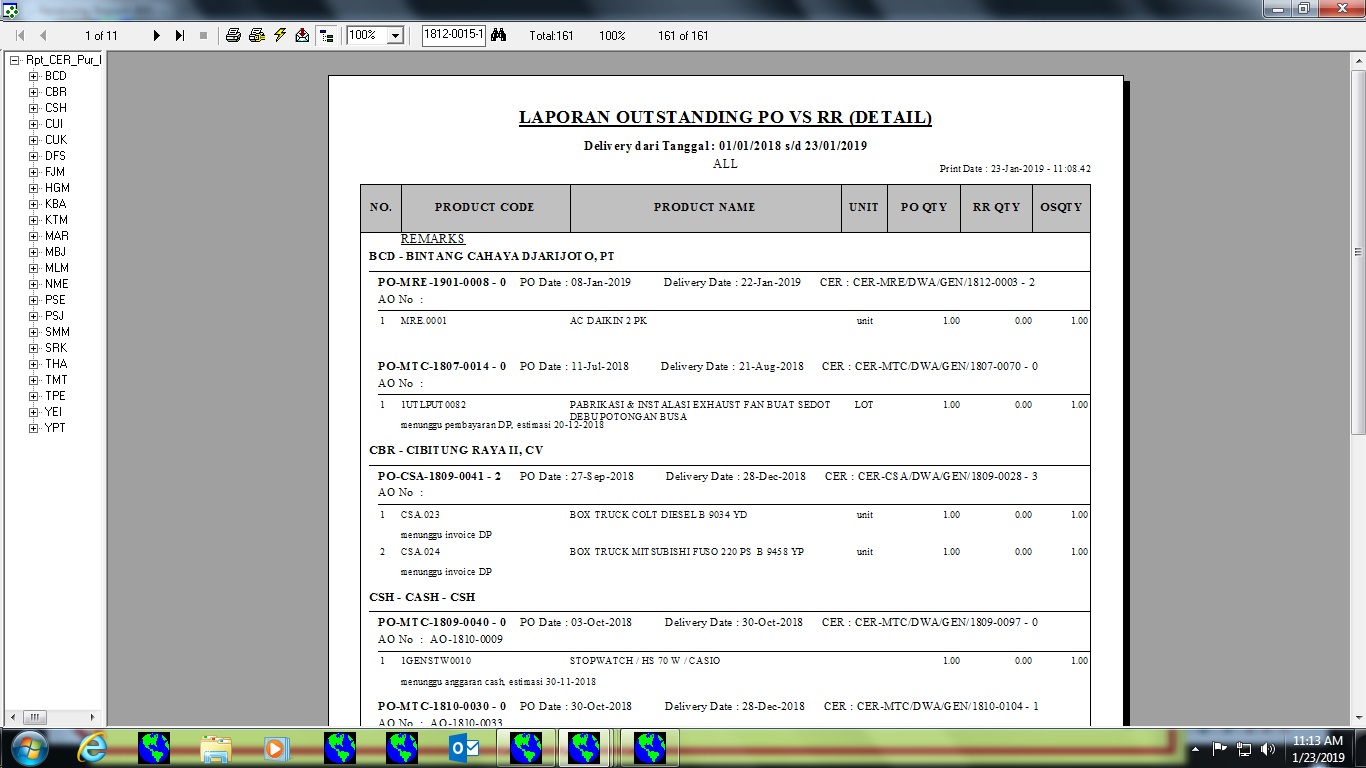 1 of 11 100% 1812-0015-1 Total:161 100% 161 of 161
Rpt_CER_Pur_
BCD
CBR
CSH
CUI
CUK
DFS
FJM
HGM
KBA
KTM
MAR
MBJ
MLM
NME
PSE
PSJ
SMM
SRK
THA
TMT
TPE
YEI
YPT
LAPORAN OUTSTANDING PO VS RR (DETAIL)
Delivery dari Tanggal : 01/01/2018 s/d 23/01/2019
ALL
Print Date : 23-Jan-2019 - 11:08.42
NO. PRODUCT CODE PRODUCT NAME UNIT PO QTY RR QTY OSQTY
REMARKS
BCD - BINTANG CAHAYA DJARIJOTO, PT
PO-MRE-1901-0008 - 0 PO Date : 08-Jan-2019 Delivery Date : 22-Jan-2019 CER : CER-MRE/DWA/GEN/1812-0003 - 2
AO No :
1 MRE.0001 AC DAIKIN 2 PK unit 1.00 0.00 1.00
PO-MTC-1807-0014 - 0 PO Date : 11-Jul-2018 Delivery Date : 21-Aug-2018 CER : CER-MTC/DWA/GEN/1807-0070 - 0
AO No :
1 1UTLPUT0082 PABRIKASI & INSTALASI EXHAUST FAN BUAT SEDOT LOT 1.00 0.00 1.00
DEBU POTONGAN BUSA
menunggu pembayaran DP, estimasi 20-12-2018
CBR - CIBITUNG RAYA II, CV
PO-CSA-1809-0041 - 2 PO Date : 27-Sep-2018 Delivery Date : 28-Dec-2018 CER : CER-CSA/DWA/GEN/1809-0028 - 3
AO No :
1 CSA.023 BOX TRUCK COLT DIESEL B 9034 YD unit 1.00 0.00 1.00
menunggu invoice DP
2 CSA.024 BOX TRUCK MITSUBISHI FUSO 220 PS B 9458 YP unit 1.00 0.00 1.00
menunggu invoice DP
CSH - CASH - CSH
PO-MTC-1809-0040 - 0 PO Date : 03-Oct-2018 Delivery Date : 30-Oct-2018 CER : CER-MTC/DWA/GEN/1809-0097 - 0
AO No : AO-1810-0009
1 1GENSTW0010 STOPWATCH / HS 70 W / CASIO 1.00 0.00 1.00
menunggu anggaran cash, estimasi 30-11-2018
PO-MTC-1810-0030 - 0 PO Date : 30-Oct-2018 Delivery Date : 28-Dec-2018 CER : CER-MTC/DWA/GEN/1810-0104 - 1
AO No : AO-1810-0033
11:13 AM
1/23/2019